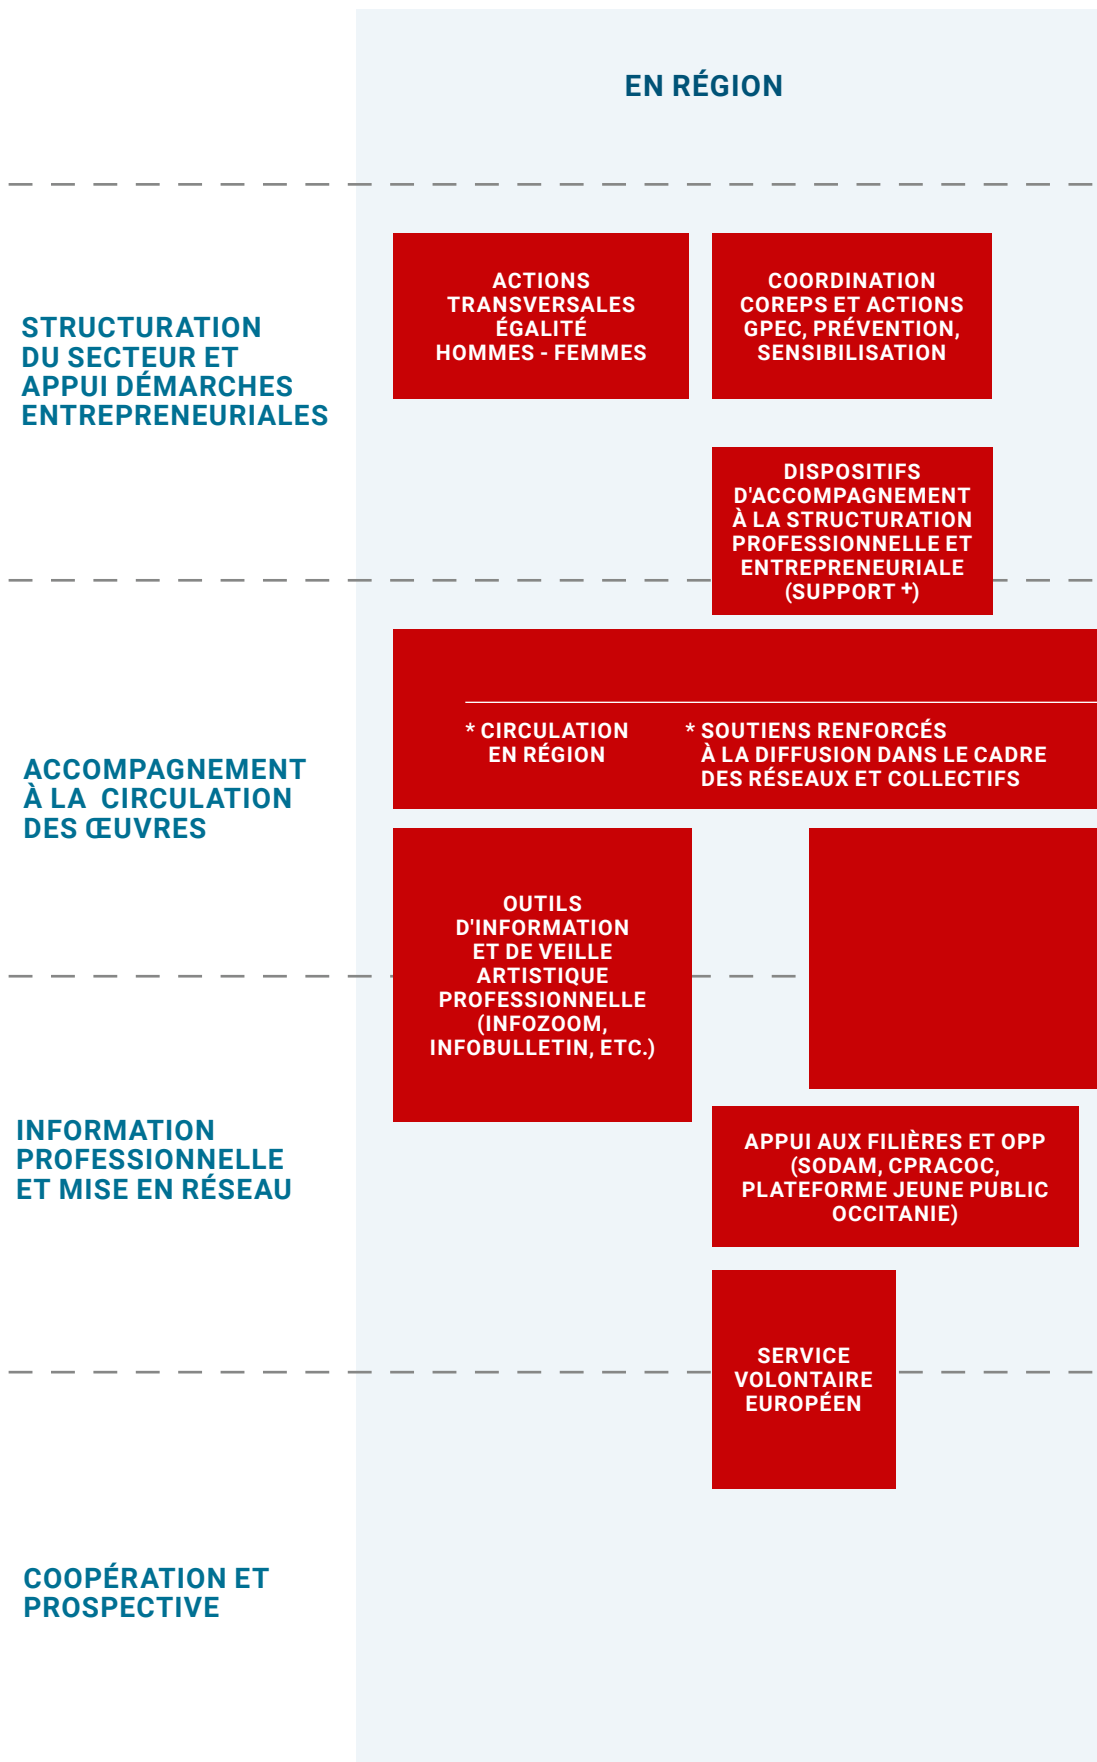 EN RÉGION
STRUCTURATION
DU SECTEUR ET
APPUI DÉMARCHES
ENTREPRENEURIALES
ACTIONS
TRANSVERSALES
ÉGALITÉ
HOMMES - FEMMES
COORDINATION
COREPS ET ACTIONS
GPEC, PRÉVENTION,
SENSIBILISATION
DISPOSITIFS
D'ACCOMPAGNEMENT
À LA STRUCTURATION
PROFESSIONNELLE ET
ENTREPRENEURIALE
(SUPPORT +)
ACCOMPAGNEMENT
À LA CIRCULATION
DES ŒUVRES
* CIRCULATION
EN RÉGION
* SOUTIENS RENFORCÉS
À LA DIFFUSION DANS LE CADRE
DES RÉSEAUX ET COLLECTIFS
OUTILS
D'INFORMATION
ET DE VEILLE
ARTISTIQUE
PROFESSIONNELLE
(INFOZOOM,
INFOBULLETIN, ETC.)
INFORMATION
PROFESSIONNELLE
ET MISE EN RÉSEAU
APPUI AUX FILIÈRES ET OPP
(SODAM, CPRACOC,
PLATEFORME JEUNE PUBLIC
OCCITANIE)
SERVICE
VOLONTAIRE
EUROPÉEN
COOPÉRATION ET
PROSPECTIVE